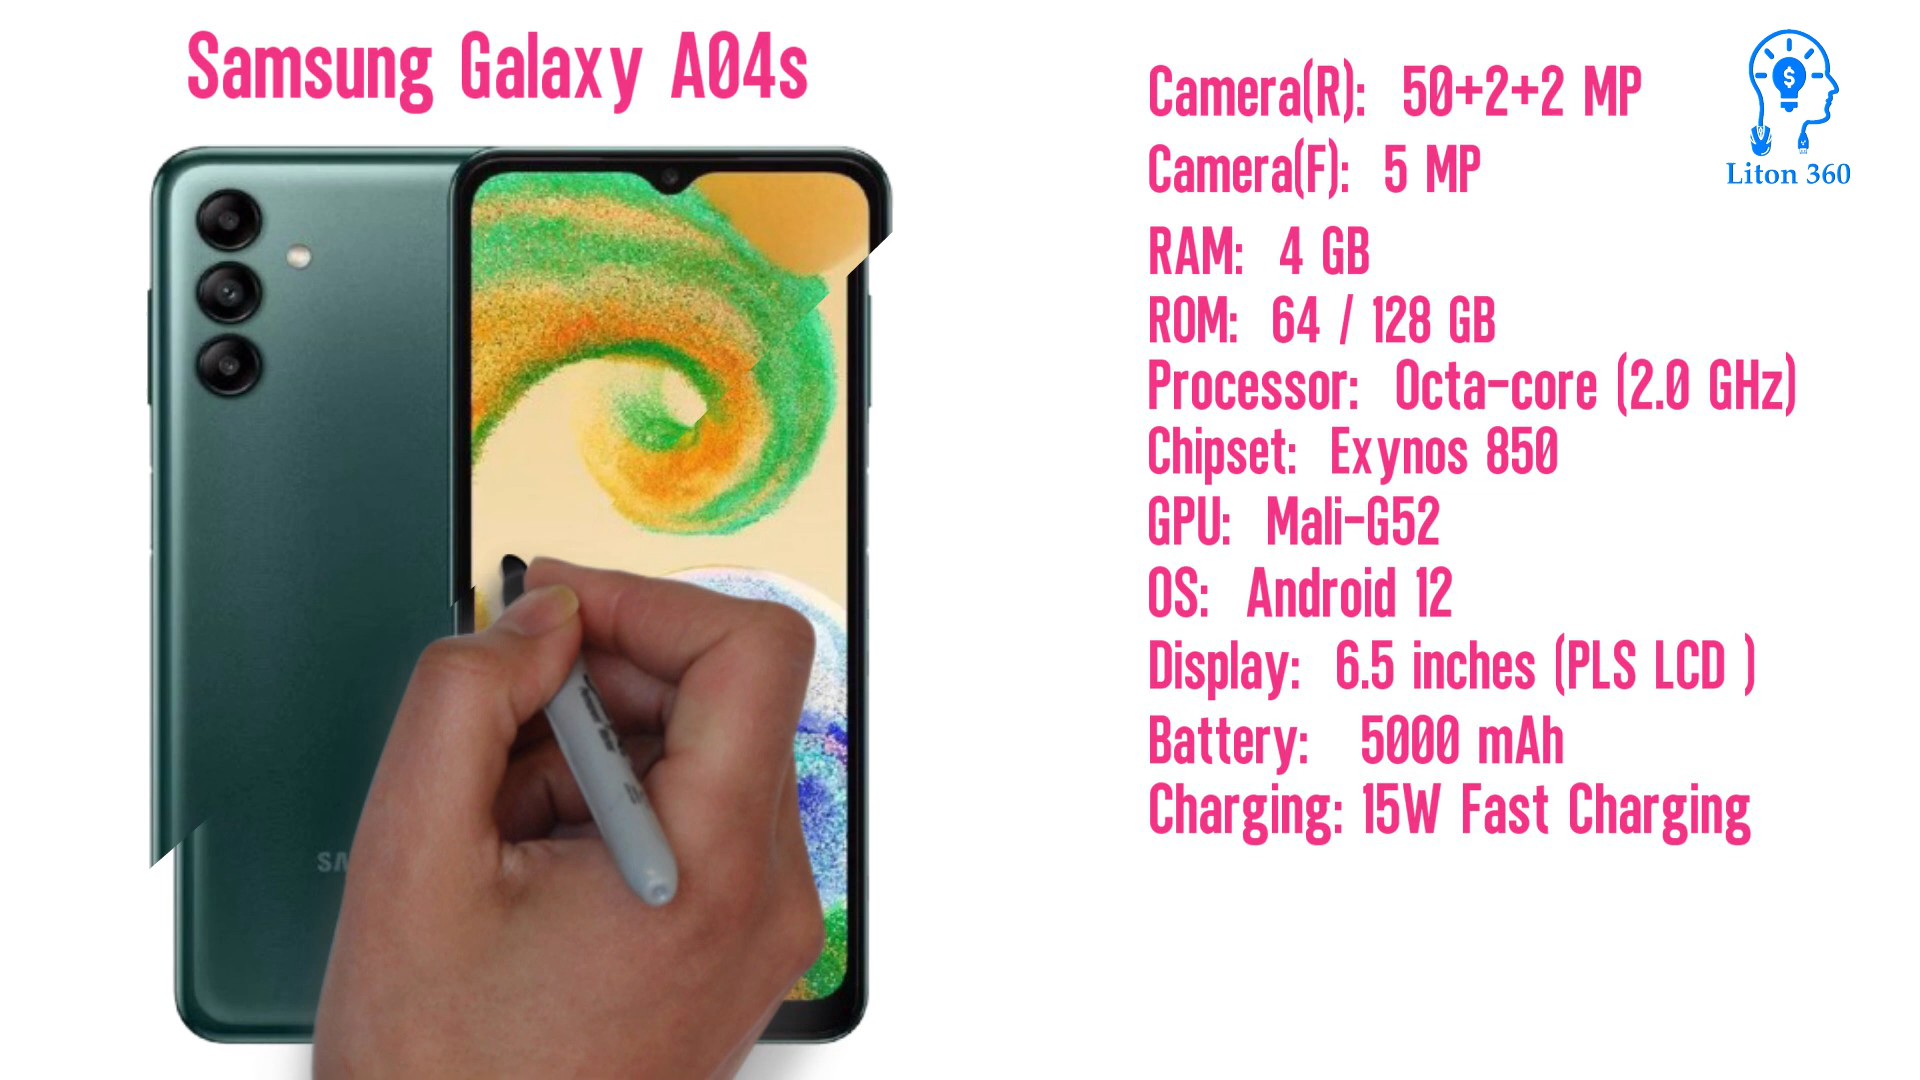 Samsung Galaxy A04s
Camera(R): 50+2+2 MP
Camera(F): 5 MP
RAM: 4 GB
ROM: 64 / 128 GB
Processor: Octa-core (2.0 GHz)
Chipset: Exynos 850
GPU: Mali-G52
OS: Android 12
Display: 6.5 inches (PLS LCD )
Battery: 5000 mAh
Charging: 15W Fast Charging
Liton 360